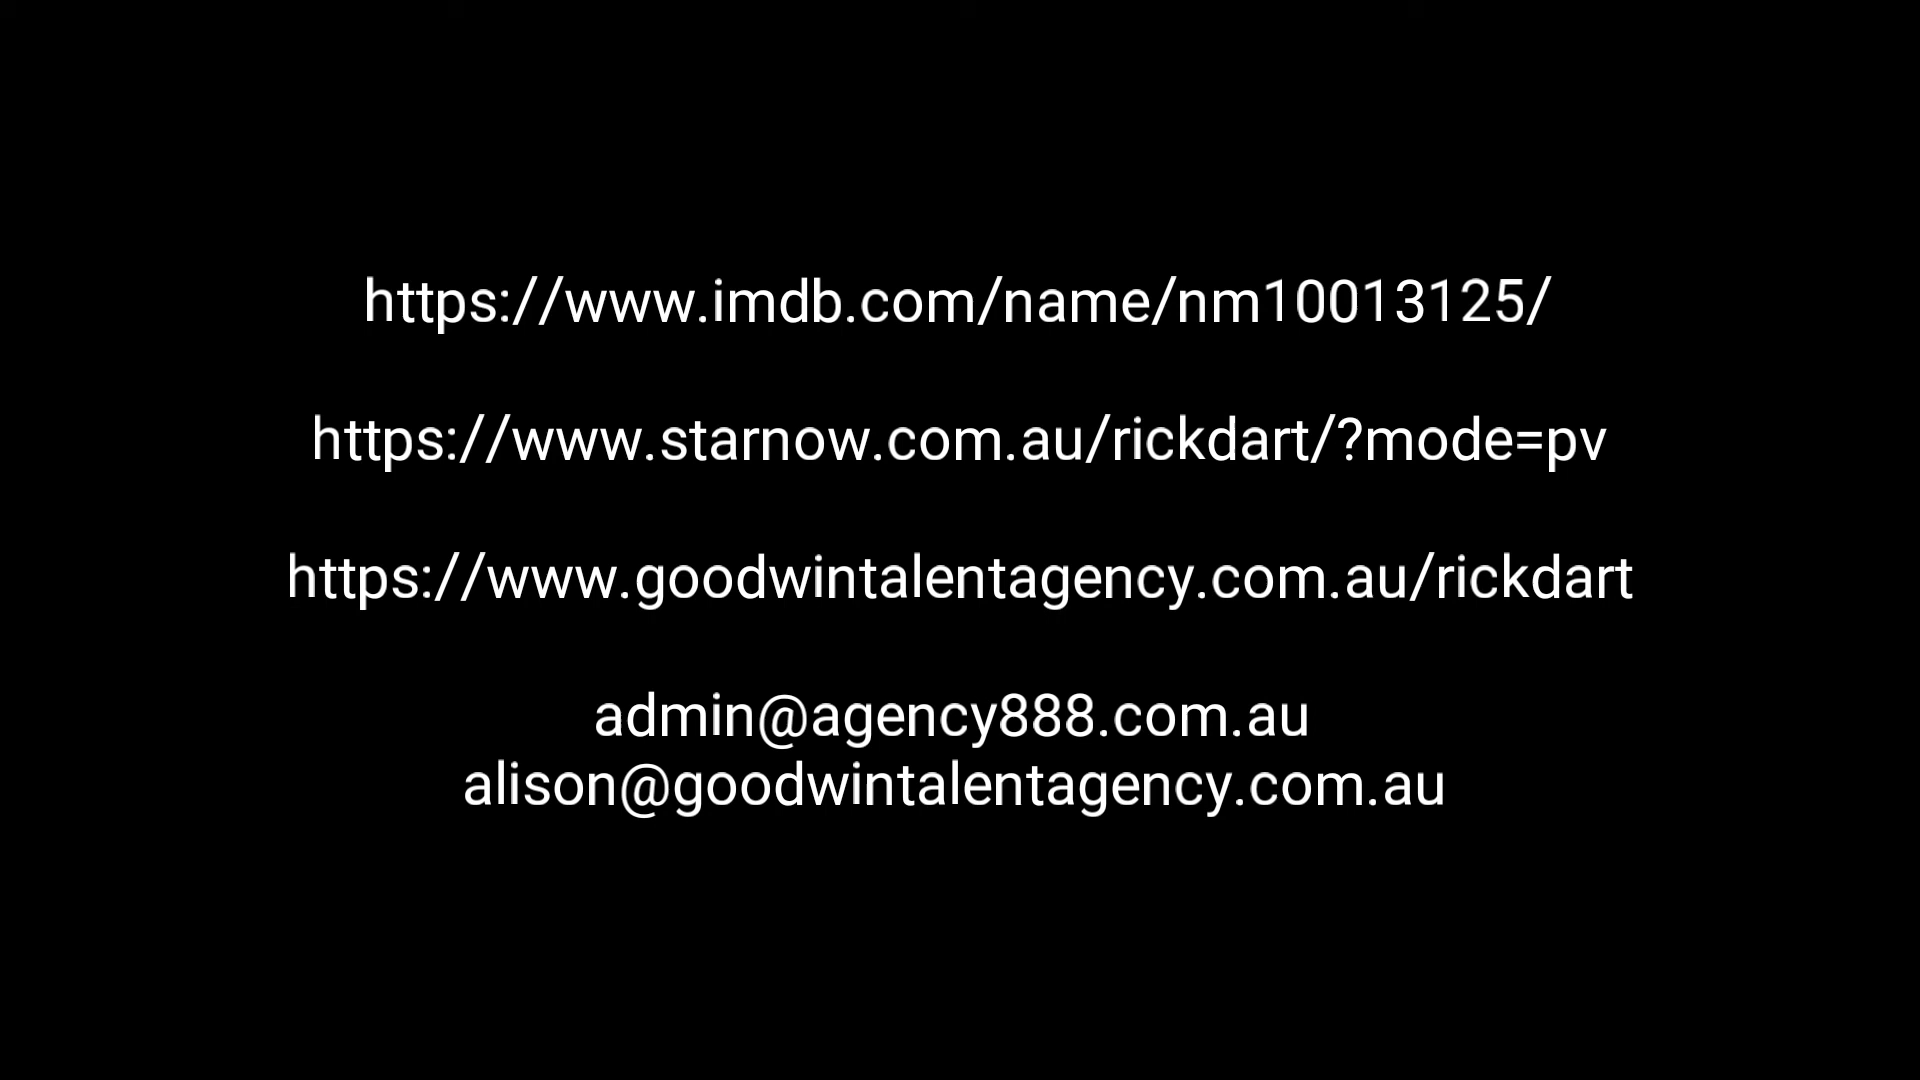 https://www.imdb.com/name/nm10013125/
https://www.starnow.com.au/rickdart/?mode=pv
https://www.goodwintalentagency.com.au/rickdart
admin@agency888.com.au
alison@goodwintalentagency.com.au